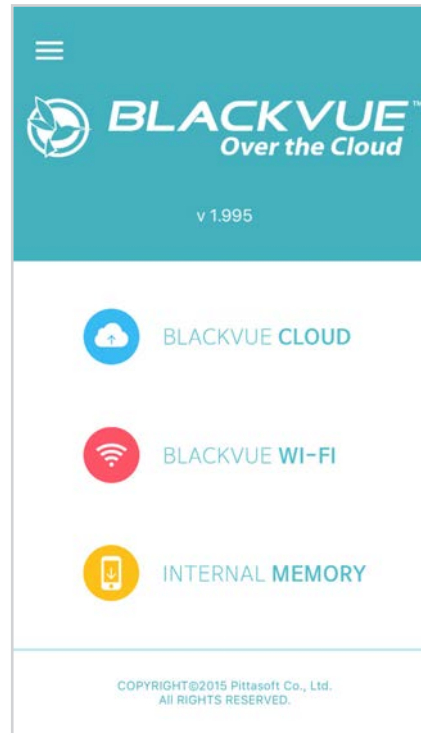 BLACKVUE™
Over the Cloud
v 1.995
BLACKVUE CLOUD
BLACKVUE WI-FI
INTERNAL MEMORY
COPYRIGHT©2015 Pittasoft Co., Ltd.
All RIGHTS RESERVED.